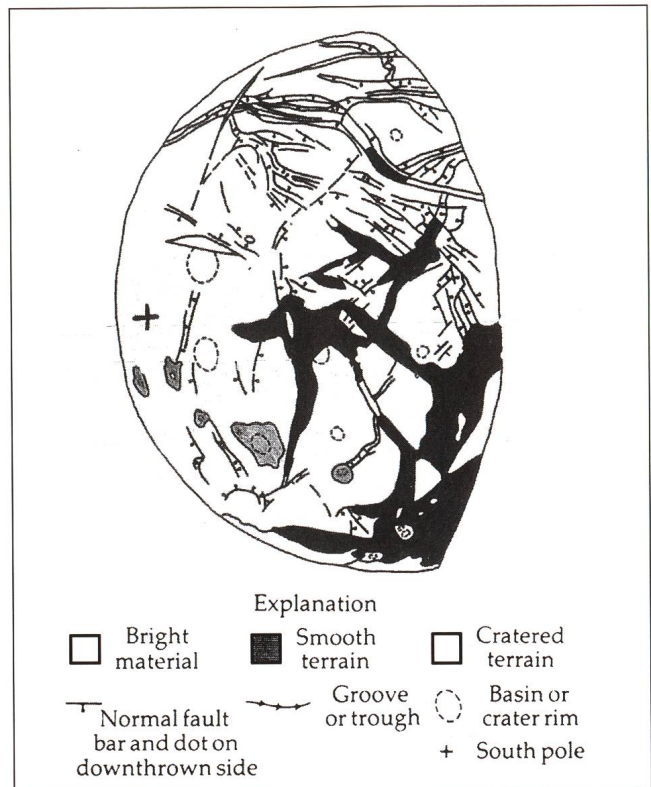 Explanation
Bright
material
Smooth
terrain
Cratered
terrain
Normal fault
bar and dot on
downthrown side
Groove
or trough
Basin or
crater rim
+ South pole